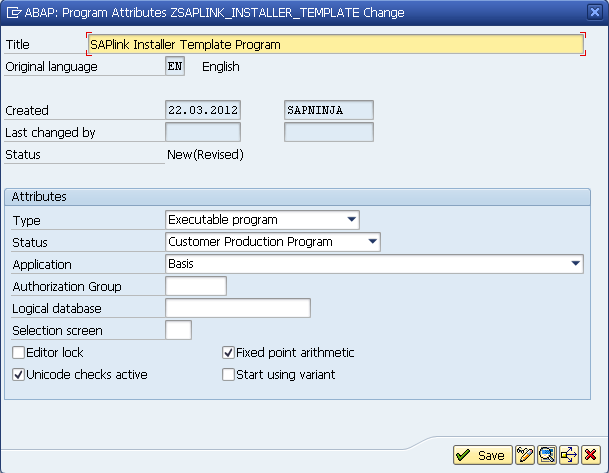 ABAP: Program Attributes ZSAPLINK_INSTALLER_TEMPLATE Change
Title SAPlink Installer Template Program
Original language EN English
Created 22.03.2012 SAPNINJA
Last changed by
Status New(Revised)
Attributes
Type Executable program
Status Customer Production Program
Application Basis
Authorization Group
Logical database
Selection screen
Editor lock Fixed point arithmetic
Unicode checks active Start using variant
Save